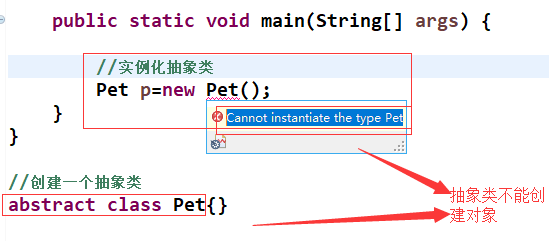 public static void main(String[] args) {
//实例化抽象类
Pet p=new Pet();
Cannot instantiate the type Pet
}
}
//创建一个抽象类
abstract class Pet{}
抽象类不能创
建对象